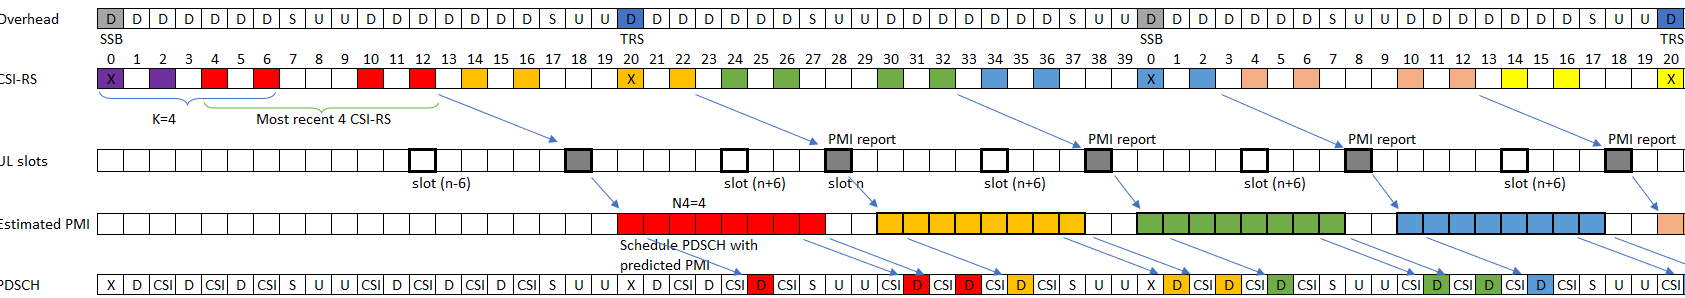 Overhead D D D D D D D S U U D D D D D D D S U U D D D D D D D S U U D D D D D D D S U U D D D D D D D S U U D D D D D D D S U U D
SSB TRS SSB TRS
0 1 2 3 4 5 6 7 8 9 10 11 12 13 14 15 16 17 18 19 20 21 22 23 24 25 26 27 28 29 30 31 32 33 34 35 36 37 38 39 0 1 2 3 4 5 6 7 8 9 10 11 12 13 14 15 16 17 18 19 20
CSI-RS X X X X
K=4 Most recent 4 CSI-RS
PMI report PMI report PMI report PMI report
UL slots
slot (n-6) slot (n+6) slot n slot (n+6) slot (n+6) slot (n+6)
N4=4
Estimated PMI
Schedule PDSCH with
predicted PMI
PDSCH X D CSI D CSI D CSI S U U CSI D CSI D CSI D CSI S U U X D CSI D CSI D CSI S U U CSI D CSI D CSI D CSI S U U X D CSI D CSI D CSI S U U CSI D CSI D CSI D CSI S U U CSI